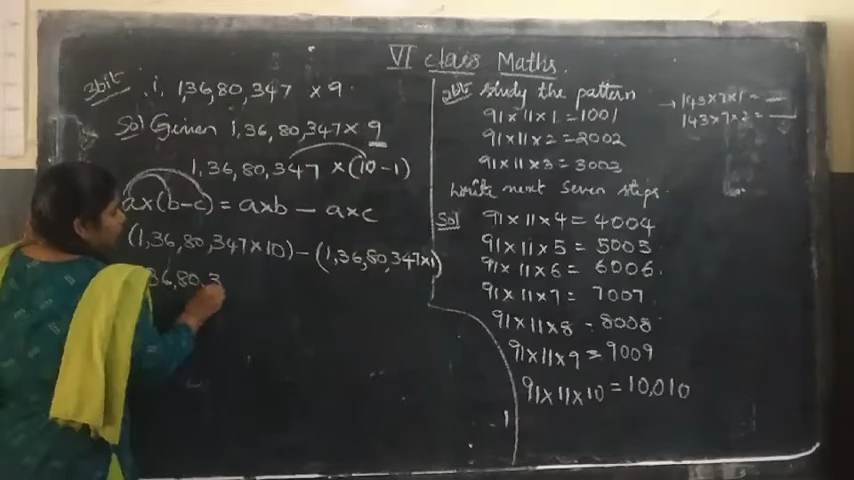 VI class Maths.
2bit i, 1,36,80,347 × 9.
Sol Given 1,36,80,347 × 9
1,36,80,347 × (10-1)
a×(b-c) = a×b - a×c
(1,36,80,347×10) - (1,36,80,347×1)
36,80,3
2bit Study the pattern
91×11×1=1001
91×11×2=2002
91×11×3=3003
Write next Seven steps.
Sol 91×11×4=4004
91×11×5=5005
91×11×6= 6006.
91×11×7= 7007
91×11×8 = 8008
91×11×9=9009
91×11×10=10,010
→ 143×7×1 = __
143×7×2 = __